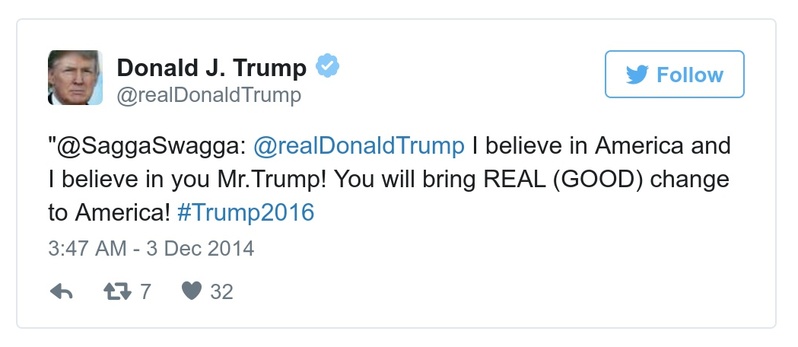 Donald J. Trump
@realDonaldTrump
Follow
"@SaggaSwagga: @realDonaldTrump I believe in America and
I believe in you Mr.Trump! You will bring REAL (GOOD) change
to America! #Trump2016
3:47 AM - 3 Dec 2014
7 32